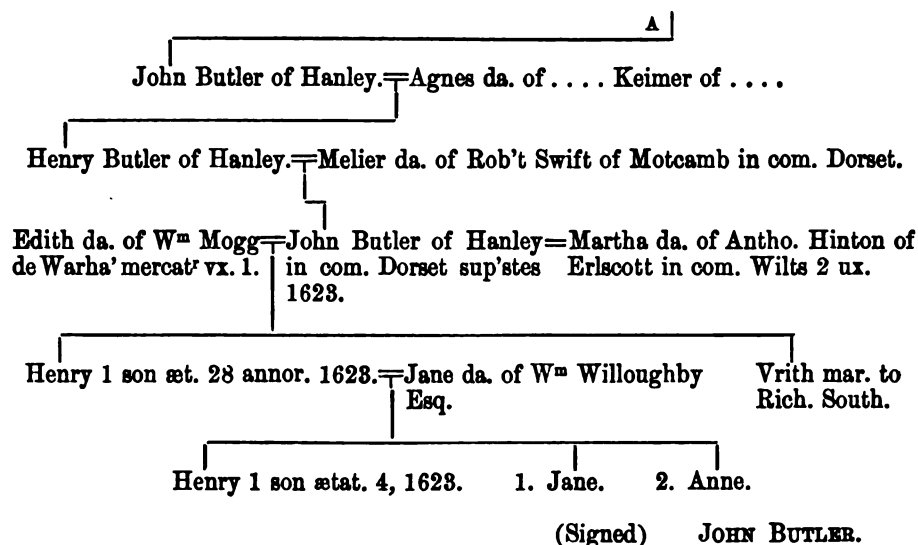 A
John Butler of Hanley.=Agnes da. of .... Keimer of ....
Henry Butler of Hanley.=Melier da. of Rob't Swift of Motcamb in com. Dorset.
Edith da. of Wᵐ Mogg=John Butler of Hanley=Martha da. of Antho. Hinton of
de Warha' mercatʳ vx. 1. in com. Dorset sup'stes Erlscott in com. Wilts 2 ux.
1623.
Henry 1 son æt. 28 annor. 1623.=Jane da. of Wᵐ Willoughby Vrith mar. to
Esq. Rich. South.
Henry 1 son ætat. 4, 1623. 1. Jane. 2. Anne.
(Signed) JOHN BUTLER.